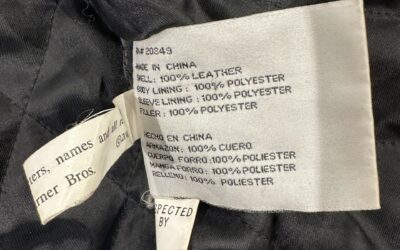 RN# 20849
MADE IN CHINA
SHELL: 100% LEATHER
BODY LINING: 100% POLYESTER
SLEEVE LINING: 100% POLYESTER
FILLER: 100% POLYESTER
HECHO EN CHINA
ARMAZON: 100% CUERO
CUERPO FORRO: 100% POLIESTER
MANGA FORRO: 100% POLIESTER
RELLENO: 100% POLIESTER
names and all
rner Bros.
SPECTED
BY